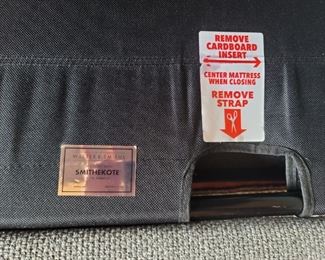 REMOVE
CARDBOARD
INSERT
CENTER MATTRESS
WHEN CLOSING
REMOVE
STRAP
SMITHEKOTE